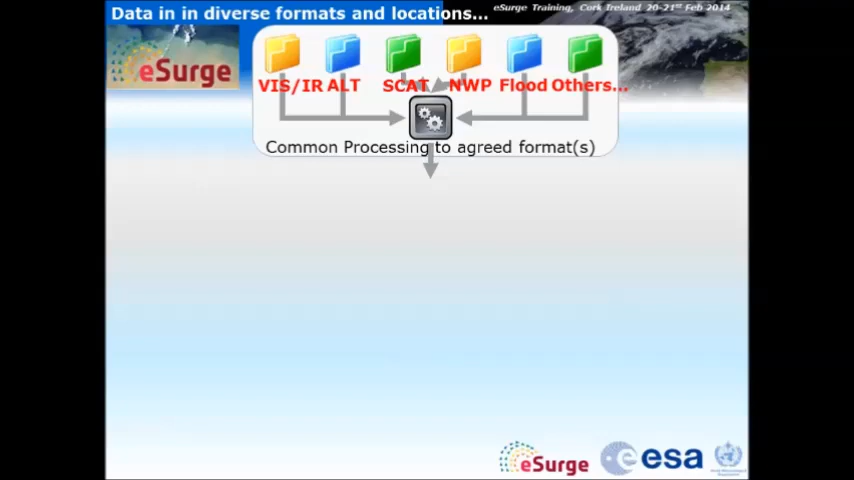 Data in in diverse formats and locations...
eSurge Training, Cork Ireland 20-21st Feb 2014
eSurge
VIS/IR ALT SCAT NWP Flood Others...
Common Processing to agreed format(s)
eSurge esa